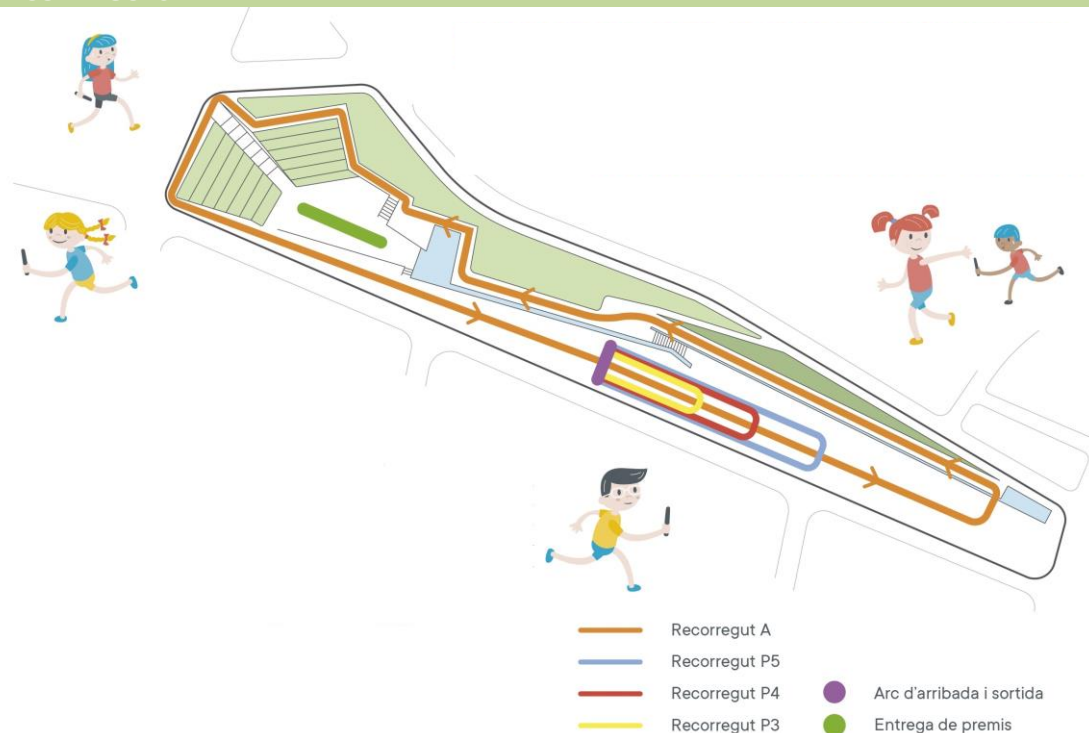 Recorregut A
Recorregut P5
Recorregut P4
Recorregut P3
Arc d'arribada i sortida
Entrega de premis